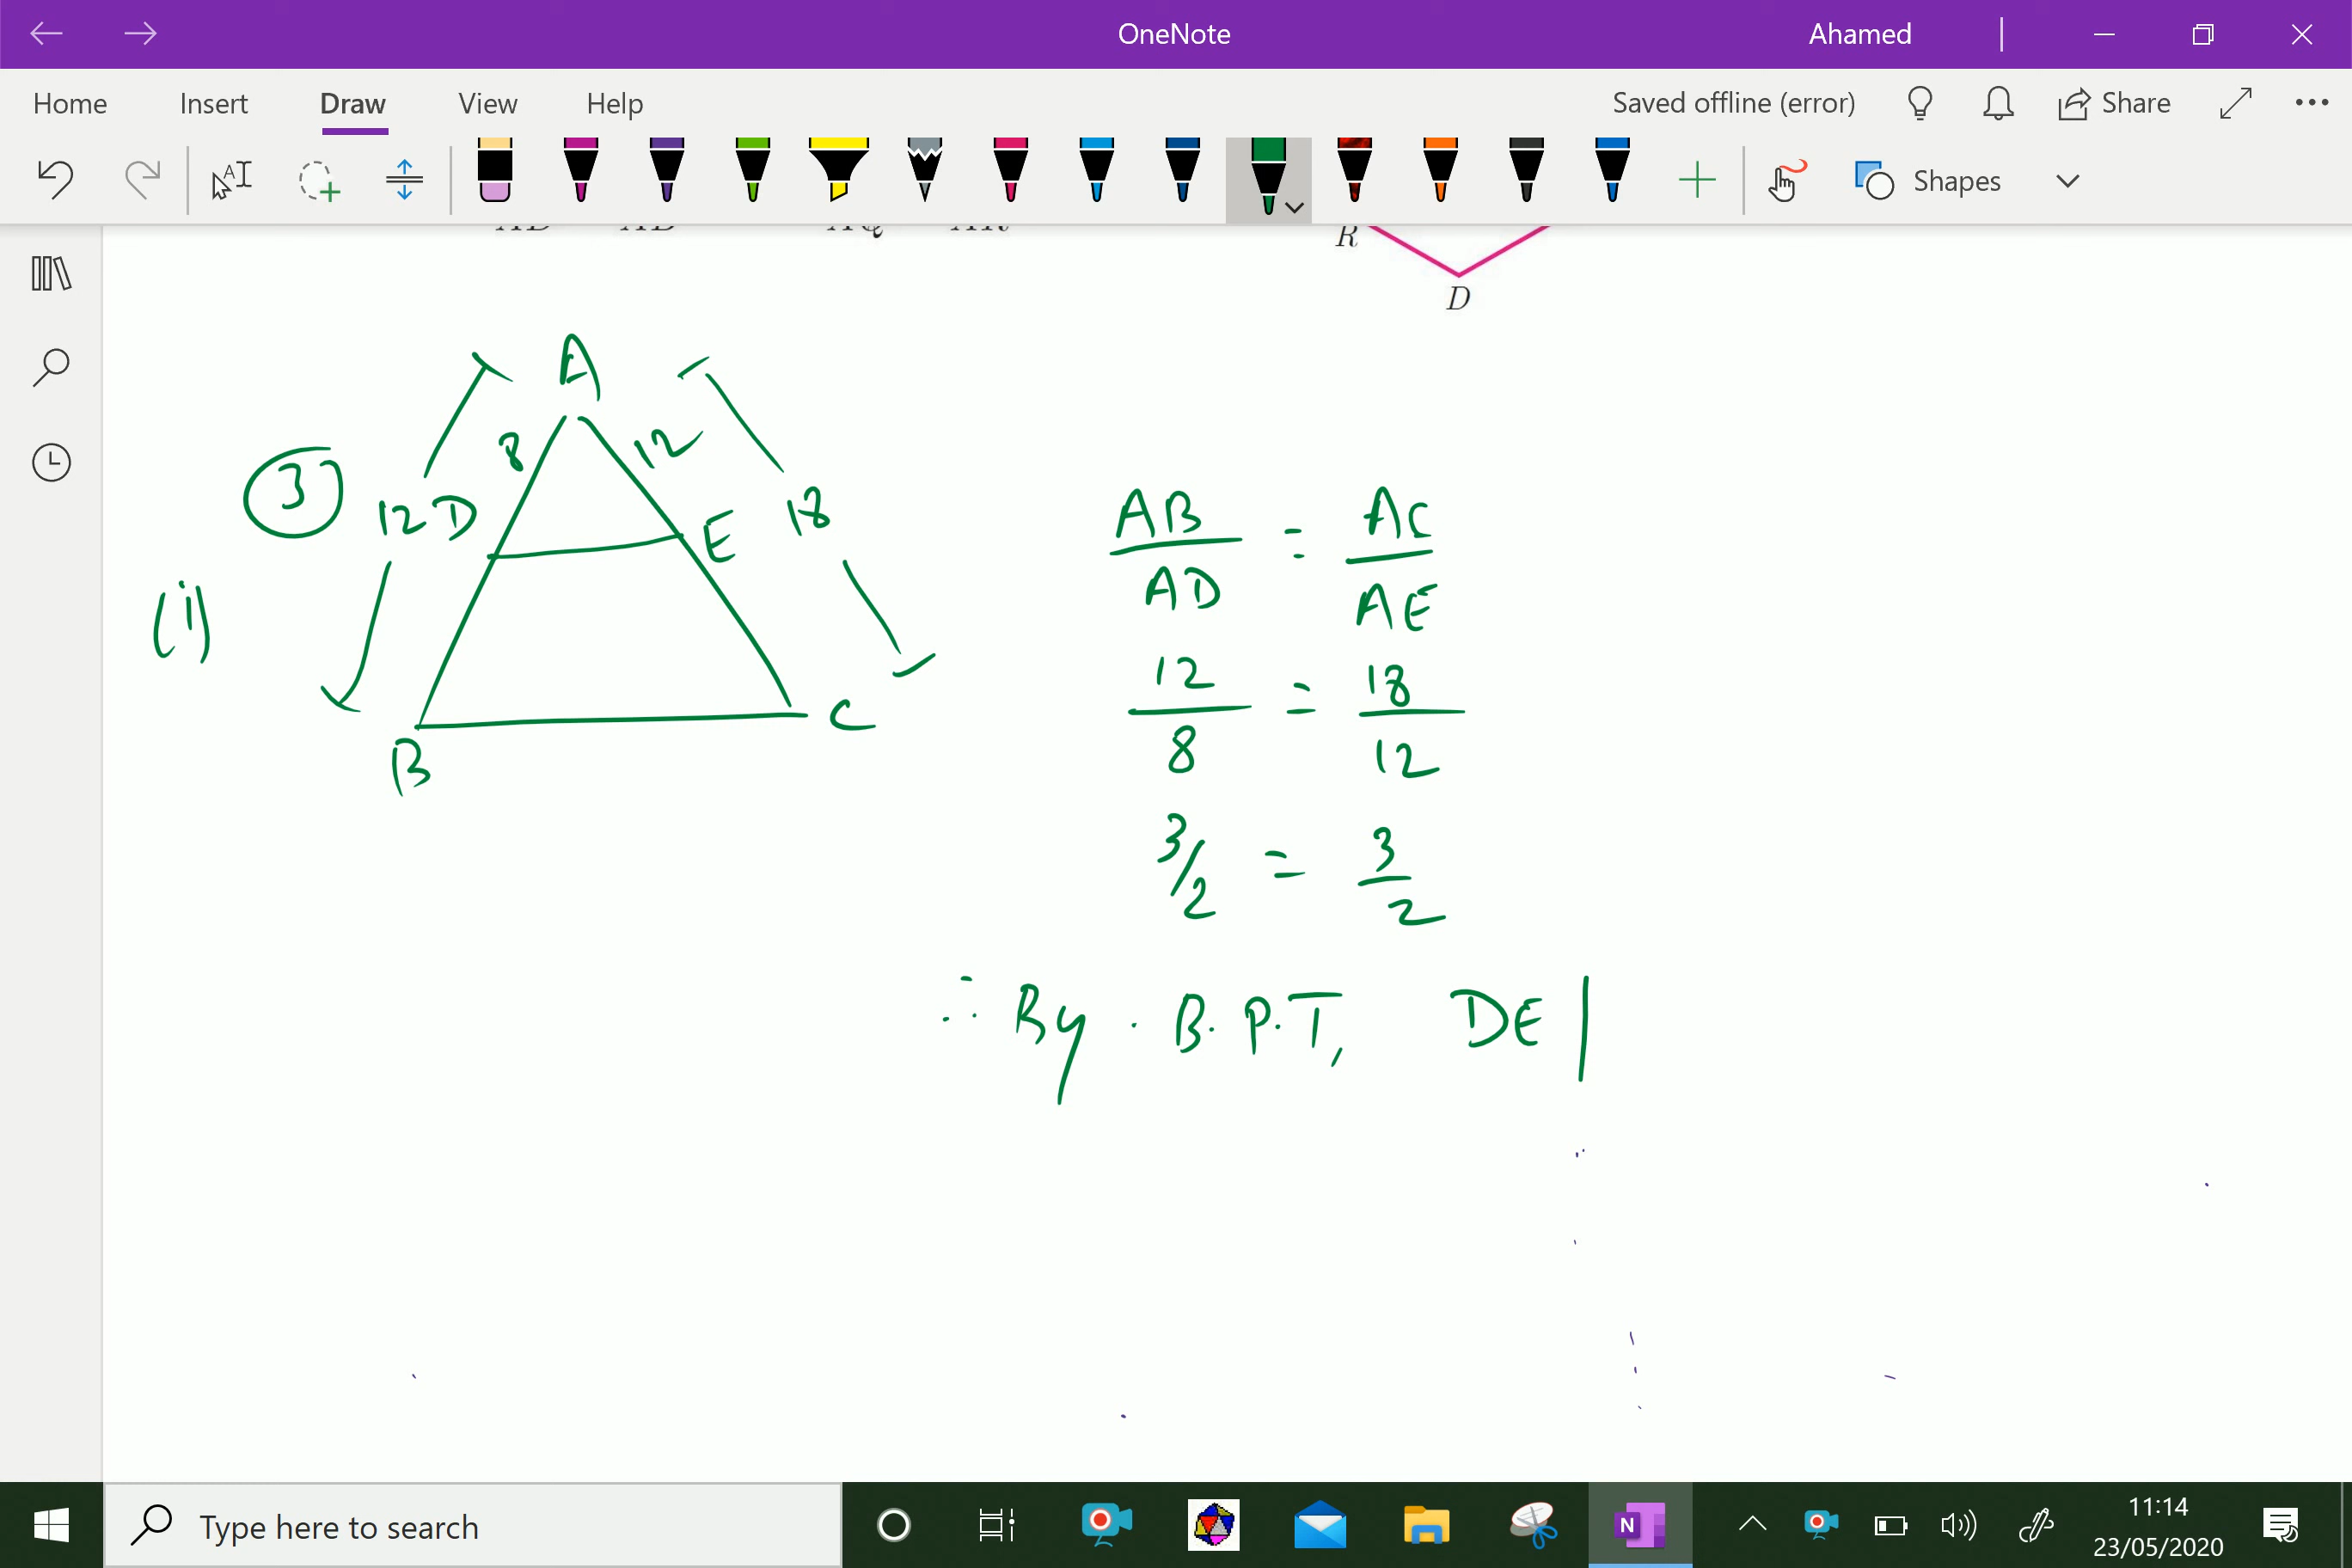 OneNote
Ahamed
Home Insert Draw View Help
Saved offline (error) Share
Shapes
R
D
A
8
12
3
12 D
E
18
(i)
B
C
AB/AD = AC/AE
12/8 = 18/12
3/2 = 3/2
∴ By . B.P.T, DE |
Type here to search
N
11:14
23/05/2020